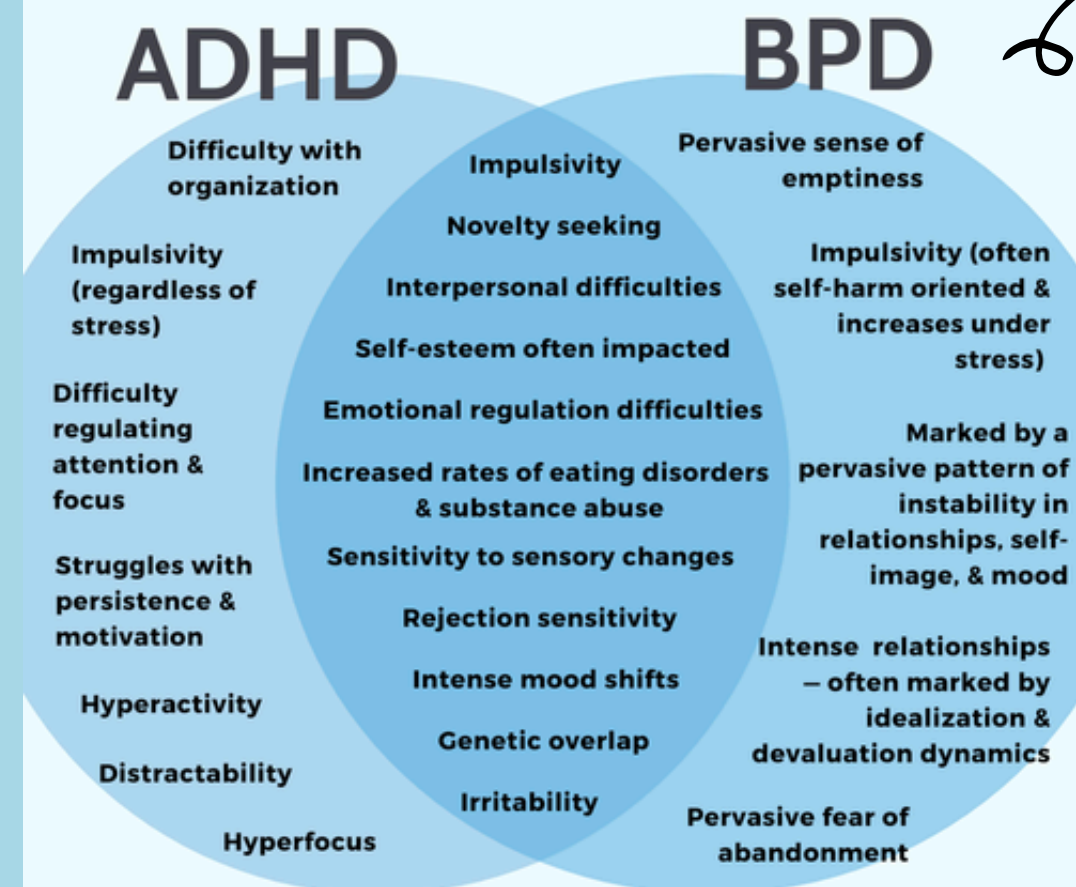 ADHD
BPD
Difficulty with
organization
Impulsivity
(regardless of
stress)
Difficulty
regulating
attention &
focus
Struggles with
persistence &
motivation
Hyperactivity
Distractability
Hyperfocus
Impulsivity
Novelty seeking
Interpersonal difficulties
Self-esteem often impacted
Emotional regulation difficulties
Increased rates of eating disorders
& substance abuse
Sensitivity to sensory changes
Rejection sensitivity
Intense mood shifts
Genetic overlap
Irritability
Pervasive sense of
emptiness
Impulsivity (often
self-harm oriented &
increases under
stress)
Marked by a
pervasive pattern of
instability in
relationships, self-
image, & mood
Intense relationships
– often marked by
idealization &
devaluation dynamics
Pervasive fear of
abandonment